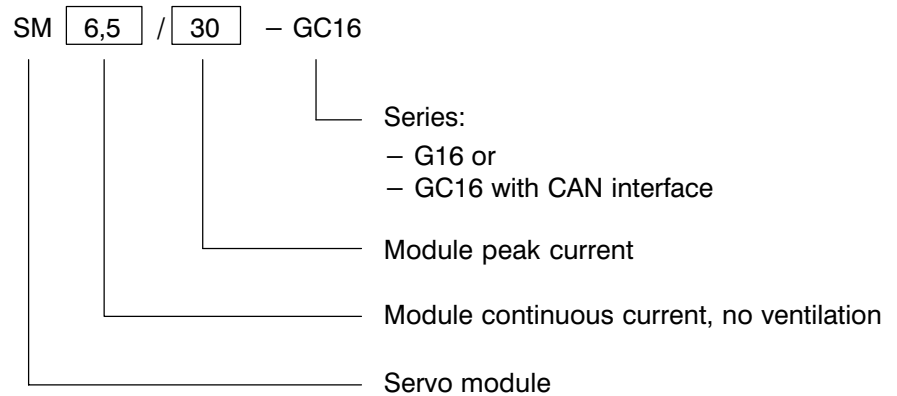 SM 6,5 / 30 – GC16
Series:
– G16 or
– GC16 with CAN interface
Module peak current
Module continuous current, no ventilation
Servo module